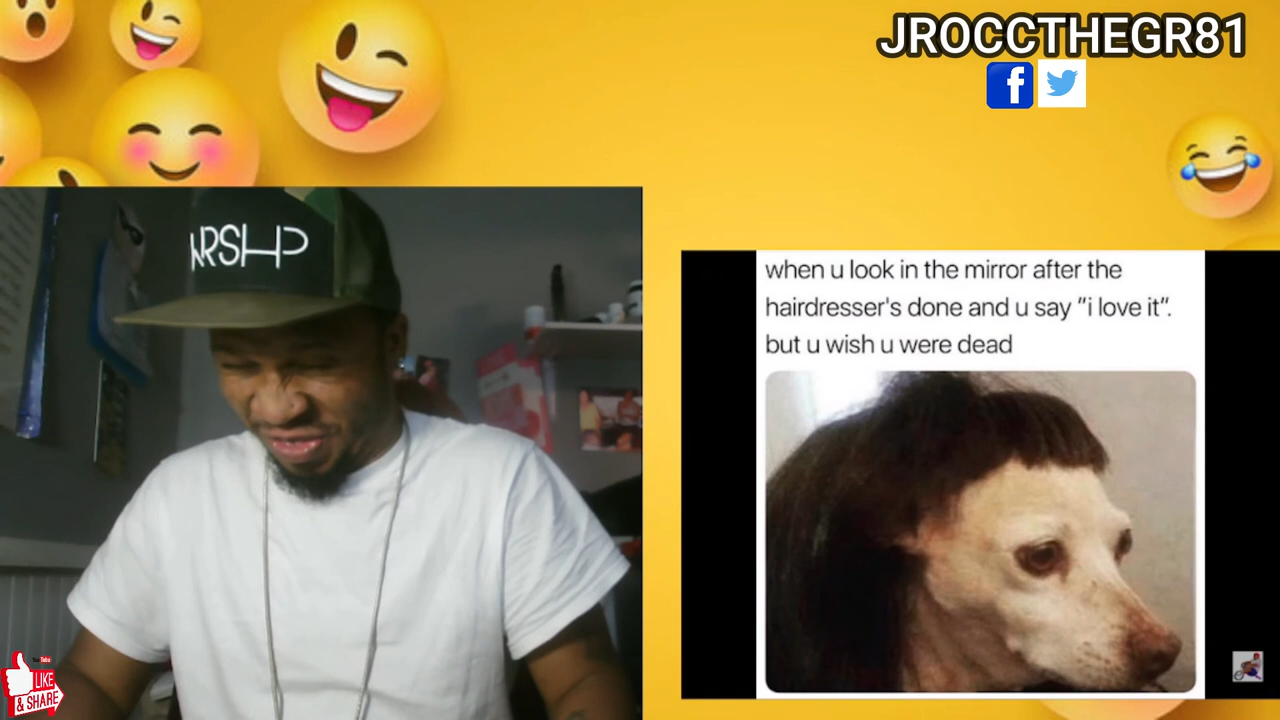 JROCCTHEGR81
f
when u look in the mirror after the
hairdresser's done and u say "i love it".
but u wish u were dead
LIKE
& SHARE